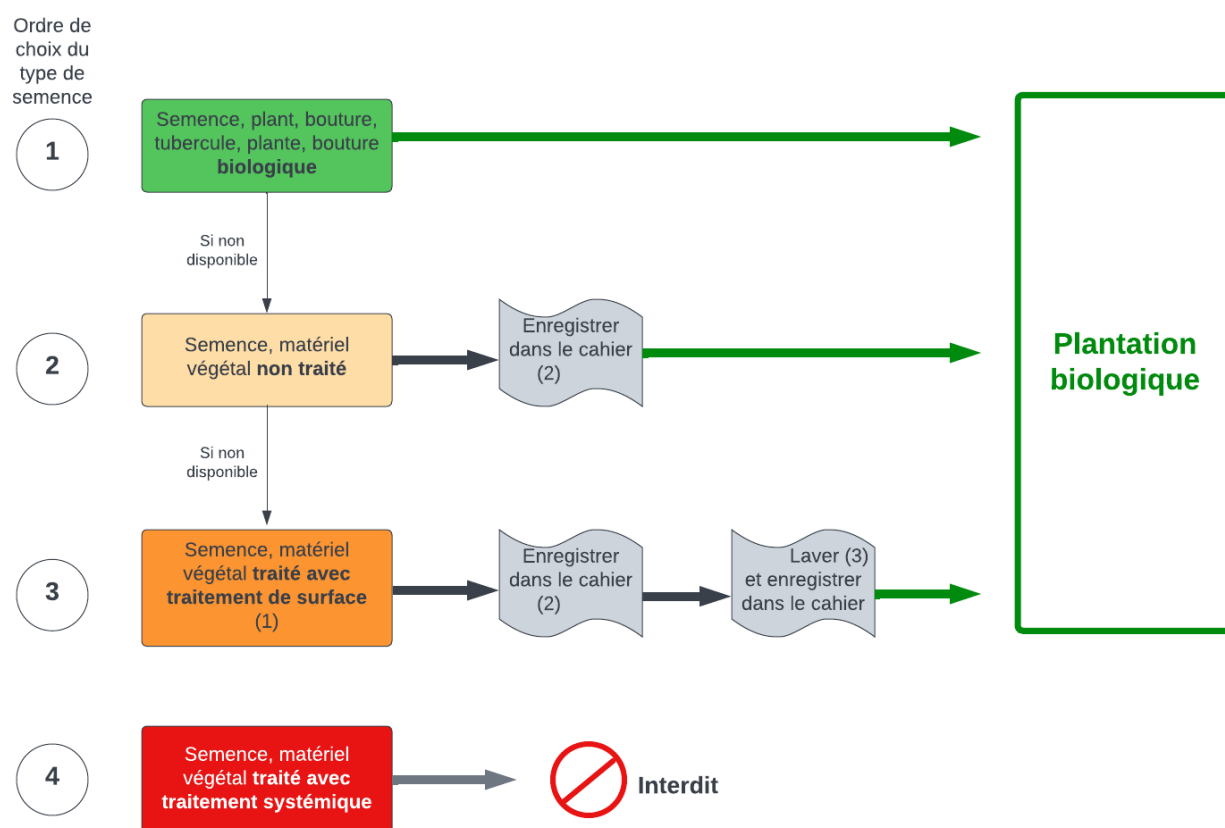 Ordre de
choix du
type de
semence
1
Semence, plant, bouture,
tubercule, plante, bouture
biologique
Si non
disponible
2
Semence, matériel
végétal non traité
Enregistrer
dans le cahier
(2)
Plantation
biologique
Si non
disponible
3
Semence, matériel
végétal traité avec
traitement de surface
(1)
Enregistrer
dans le cahier
(2)
Laver (3)
et enregistrer
dans le cahier
4
Semence, matériel
végétal traité avec
traitement systémique
Interdit